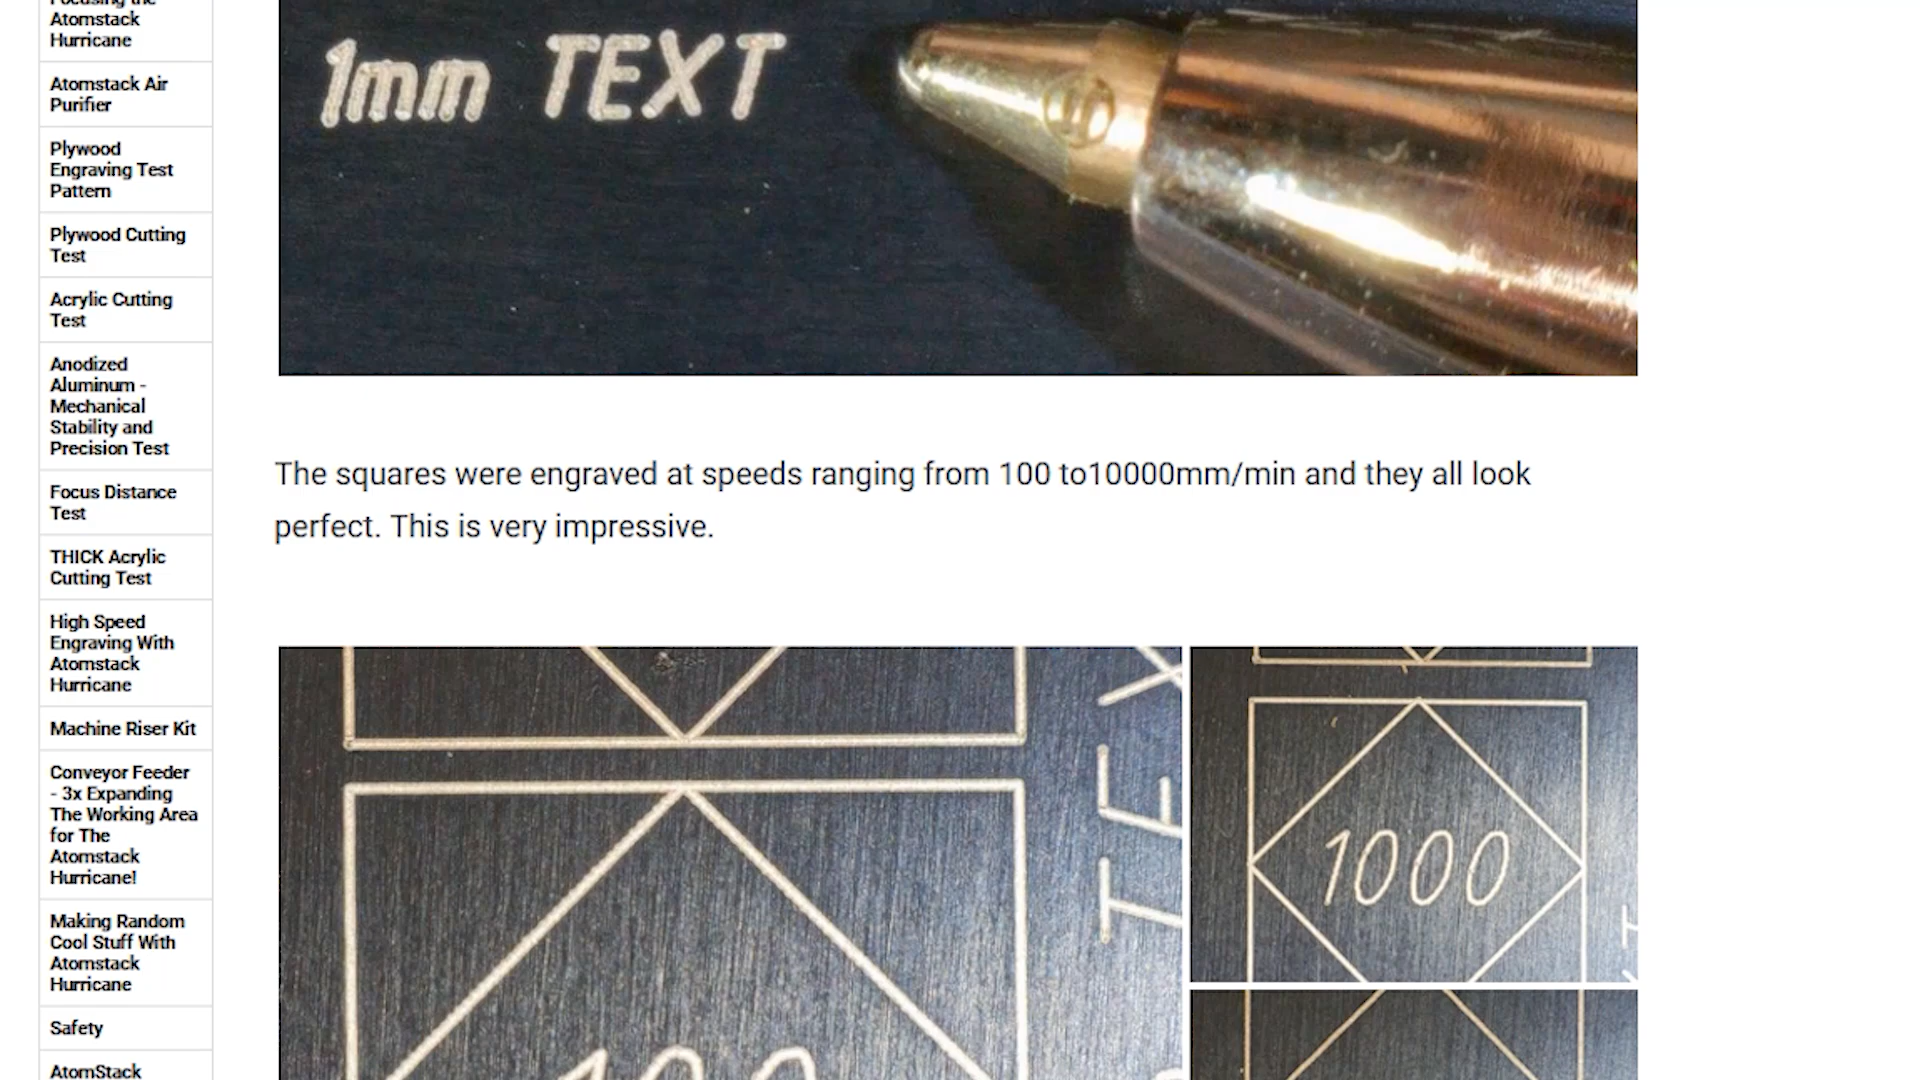 Atomstack
Hurricane
Atomstack Air
Purifier
Plywood
Engraving Test
Pattern
Plywood Cutting
Test
Acrylic Cutting
Test
Anodized
Aluminum -
Mechanical
Stability and
Precision Test
Focus Distance
Test
THICK Acrylic
Cutting Test
High Speed
Engraving With
Atomstack
Hurricane
Machine Riser Kit
Conveyor Feeder
- 3x Expanding
The Working Area
for The
Atomstack
Hurricane!
Making Random
Cool Stuff With
Atomstack
Hurricane
Safety
AtomStack
1mm TEXT
The squares were engraved at speeds ranging from 100 to10000mm/min and they all look
perfect. This is very impressive.
TEX
100
1000